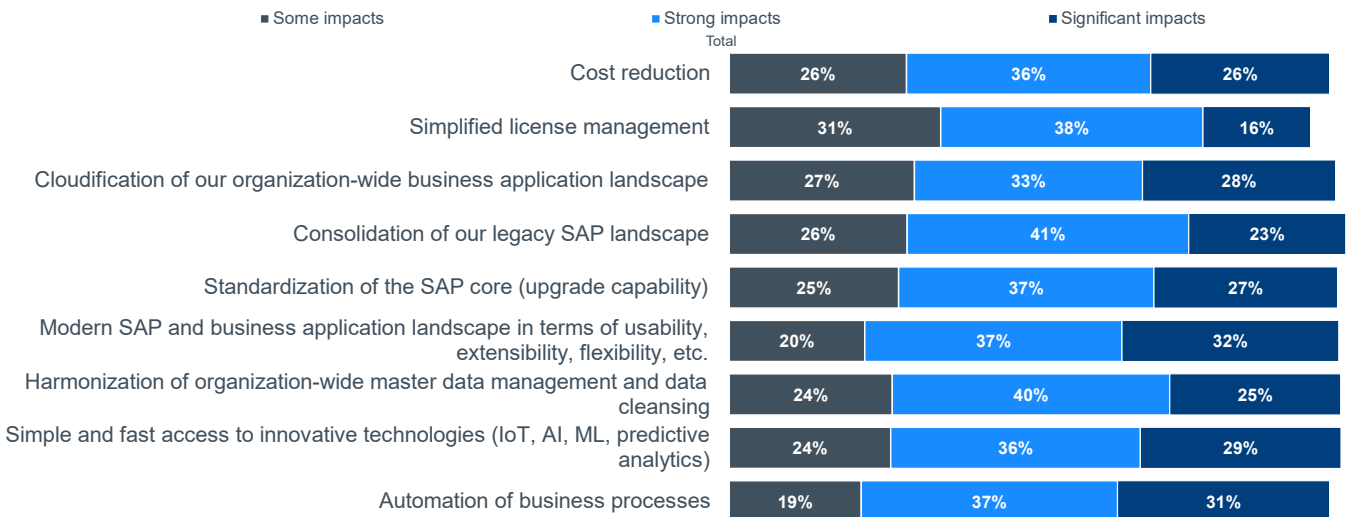 Some impacts Strong impacts Significant impacts
Total
Cost reduction 26% 36% 26%
Simplified license management 31% 38% 16%
Cloudification of our organization-wide business application landscape 27% 33% 28%
Consolidation of our legacy SAP landscape 26% 41% 23%
Standardization of the SAP core (upgrade capability) 25% 37% 27%
Modern SAP and business application landscape in terms of usability,
extensibility, flexibility, etc. 20% 37% 32%
Harmonization of organization-wide master data management and data
cleansing 24% 40% 25%
Simple and fast access to innovative technologies (IoT, AI, ML, predictive
analytics) 24% 36% 29%
Automation of business processes 19% 37% 31%